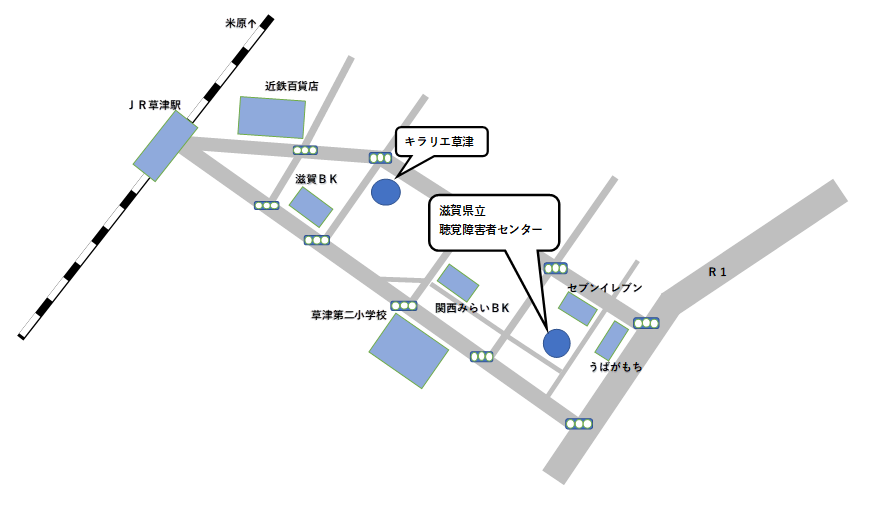 米原↑
近鉄百貨店
ＪＲ草津駅
キラリエ草津
滋賀ＢＫ
滋賀県立
聴覚障害者センター
Ｒ１
セブンイレブン
関西みらいＢＫ
草津第二小学校
うばがもち